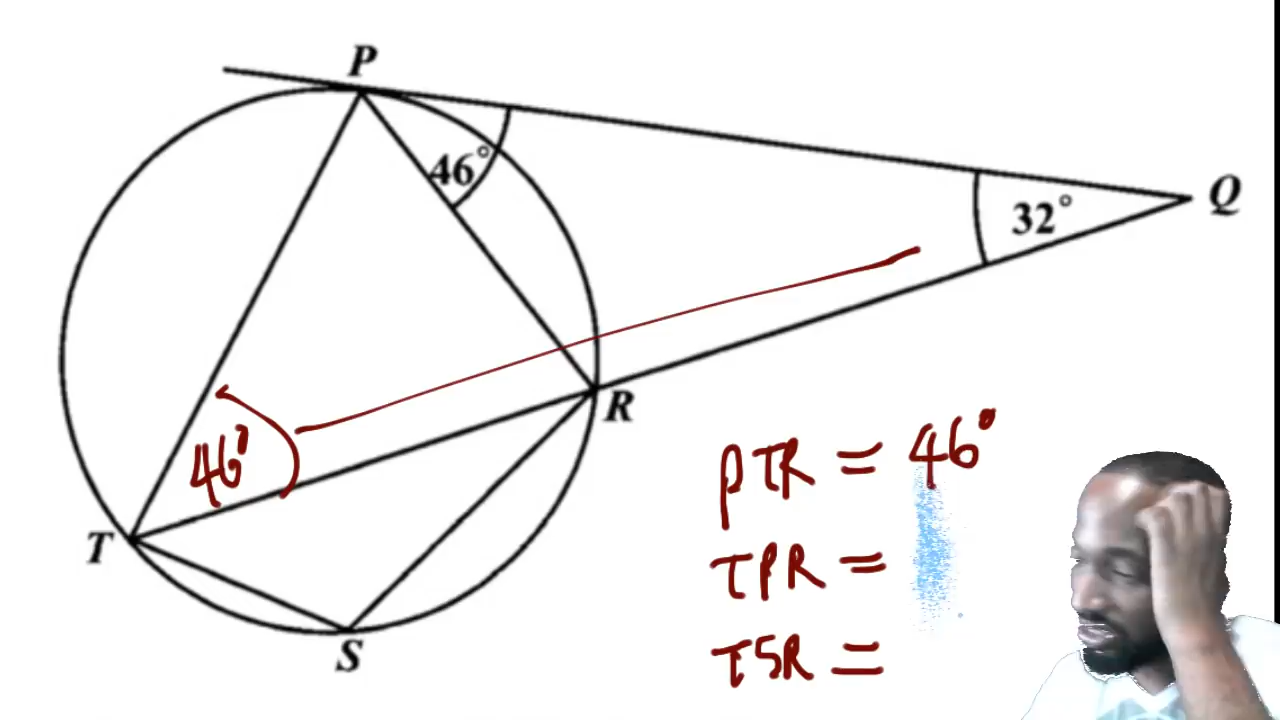 P
46°
Q
32°
R
46°
T
S
PTR = 46°
TPR =
TSR =